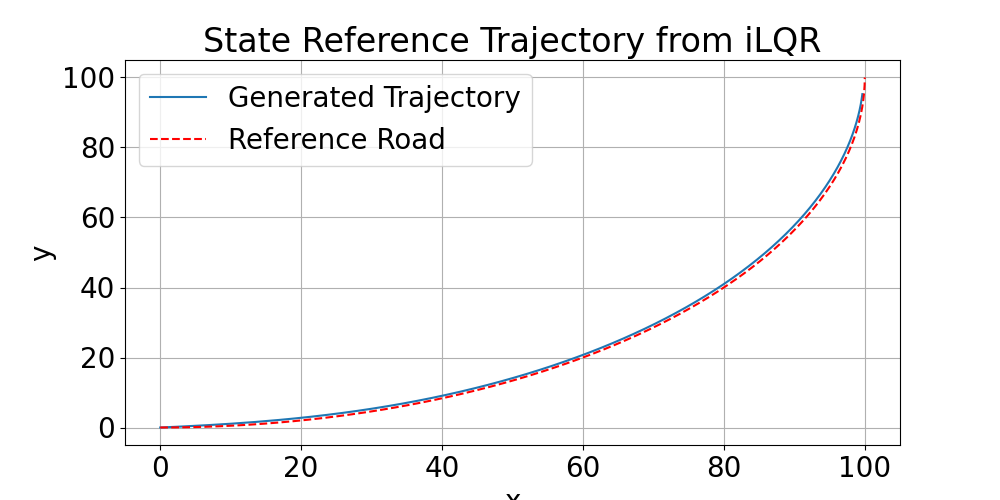 State Reference Trajectory from iLQR
Generated Trajectory
Reference Road
100
80
60
40
20
0
y
0 20 40 60 80 100
x